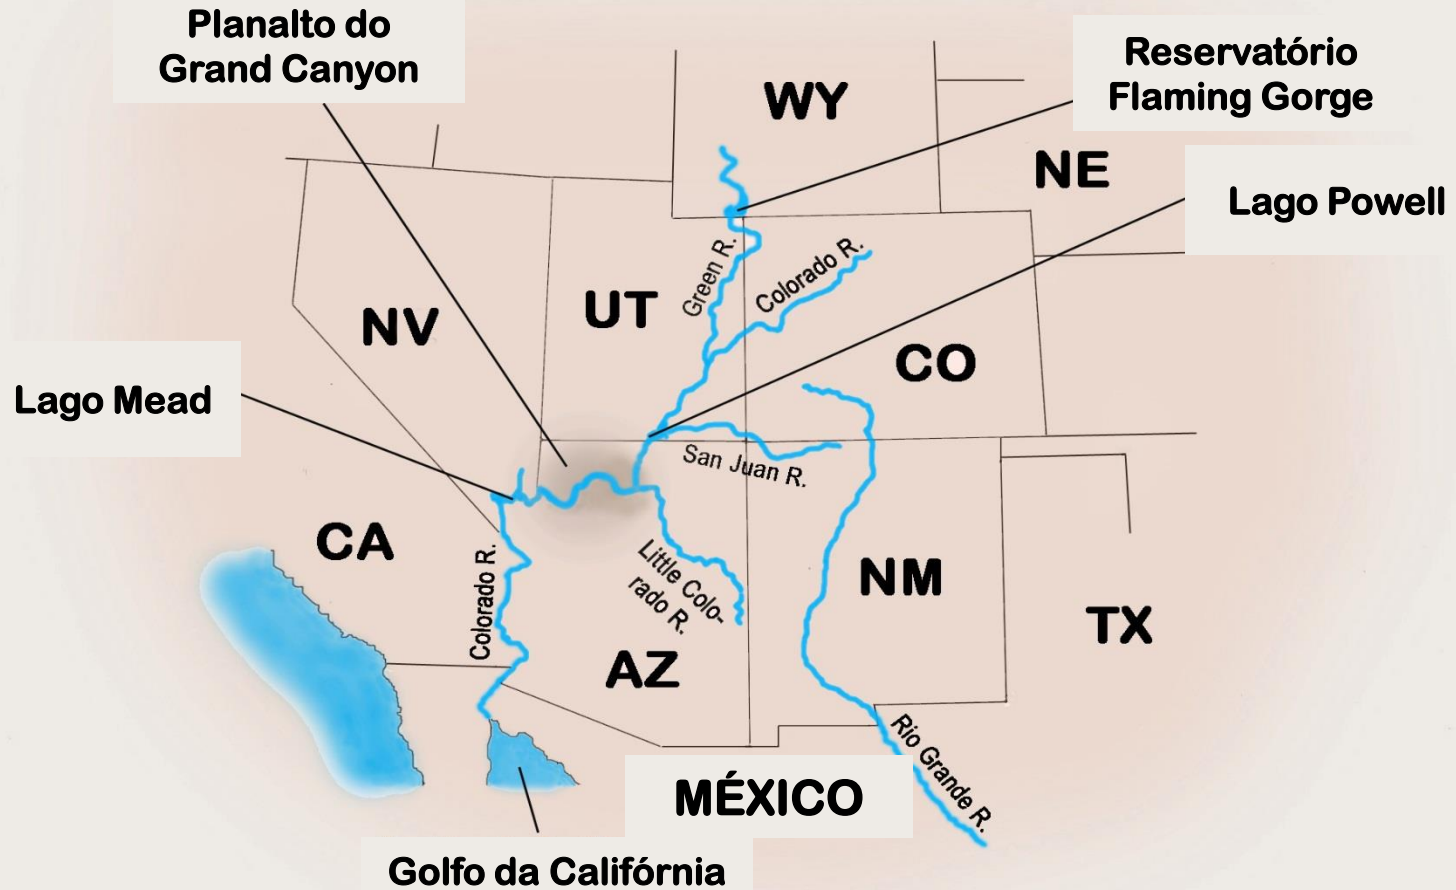 Planalto do
Grand Canyon
Reservatório
Flaming Gorge
WY
NE
Lago Powell
Green R.
Colorado R.
UT
NV
CO
Lago Mead
San Juan R.
CA
Colorado R.
Little Colo-
rado R.
NM
TX
AZ
Rio Grande R.
MÉXICO
Golfo da Califórnia